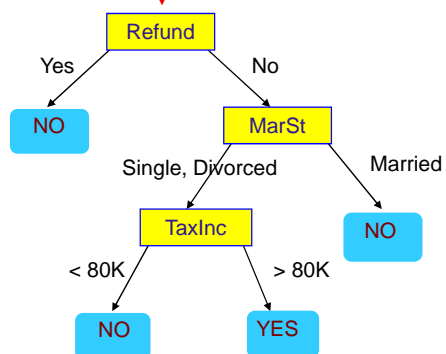 Refund
Yes
No
NO
MarSt
Single, Divorced
Married
TaxInc
NO
< 80K
> 80K
NO
YES